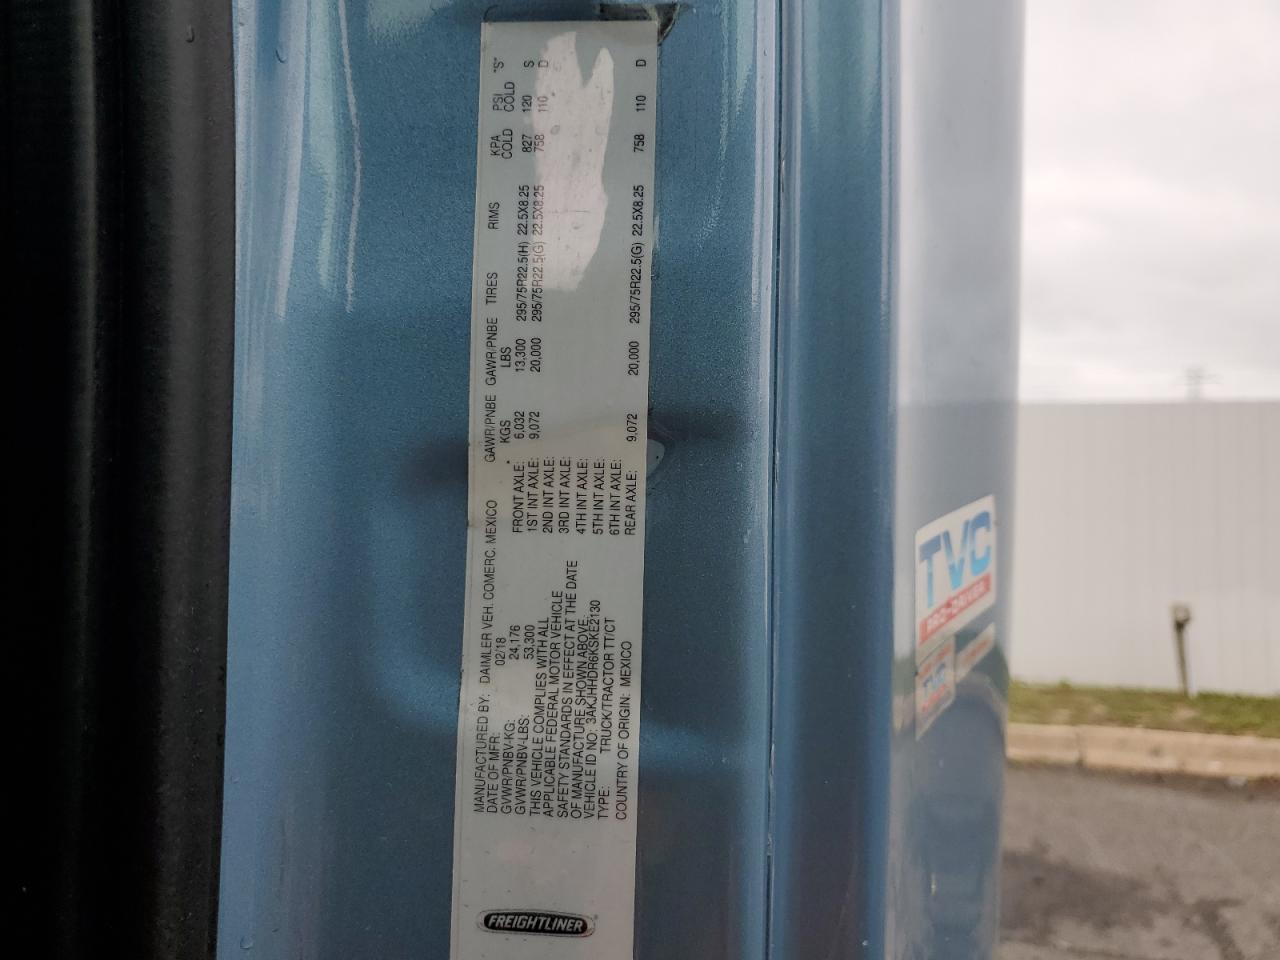 FREIGHTLINER
MANUFACTURED BY: DAIMLER VEH. COMERC. MEXICO
DATE OF MFR: 02/18
GVWR/PNBV-KG: 24,176
GVWR/PNBV-LBS: 53,300
THIS VEHICLE COMPLIES WITH ALL
APPLICABLE FEDERAL MOTOR VEHICLE
SAFETY STANDARDS IN EFFECT AT THE DATE
OF MANUFACTURE SHOWN ABOVE.
VEHICLE ID NO: 3AKJHHDR6KSKE2130
TYPE: TRUCK/TRACTOR TT/CT
COUNTRY OF ORIGIN: MEXICO
GAWR/PNBE KGS GAWR/PNBE LBS TIRES RIMS KPA COLD PSI COLD "S"
FRONT AXLE: 6,032 13,300 295/75R22.5(H) 22.5X8.25 827 120 S
1ST INT AXLE: 9,072 20,000 295/75R22.5(G) 22.5X8.25 758 110 D
2ND INT AXLE:
3RD INT AXLE:
4TH INT AXLE:
5TH INT AXLE:
6TH INT AXLE:
REAR AXLE: 9,072 20,000 295/75R22.5(G) 22.5X8.25 758 110 D
TVC
PRO-DRIVER
TVC